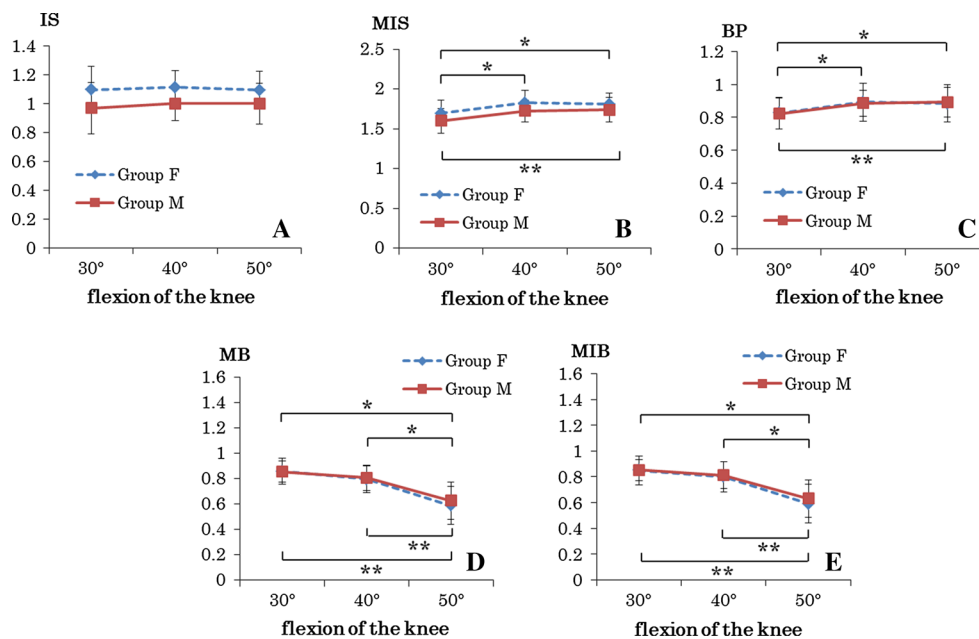 IS
1.4
1.2
1
0.8
0.6
0.4
0.2
0
Group F
Group M
A
30° 40° 50°
flexion of the knee
MIS
2.5
2
1.5
1
0.5
0
*
*
**
Group F
Group M
B
30° 40° 50°
flexion of the knee
BP
1.2
1
0.8
0.6
0.4
0.2
0
*
*
**
Group F
Group M
C
30° 40° 50°
flexion of the knee
MB
Group F
Group M
1.6
1.4
1.2
1
0.8
0.6
0.4
0.2
0
*
*
**
**
D
30° 40° 50°
flexion of the knee
MIB
Group F
Group M
1.6
1.4
1.2
1
0.8
0.6
0.4
0.2
0
*
*
**
**
E
30° 40° 50°
flexion of the knee